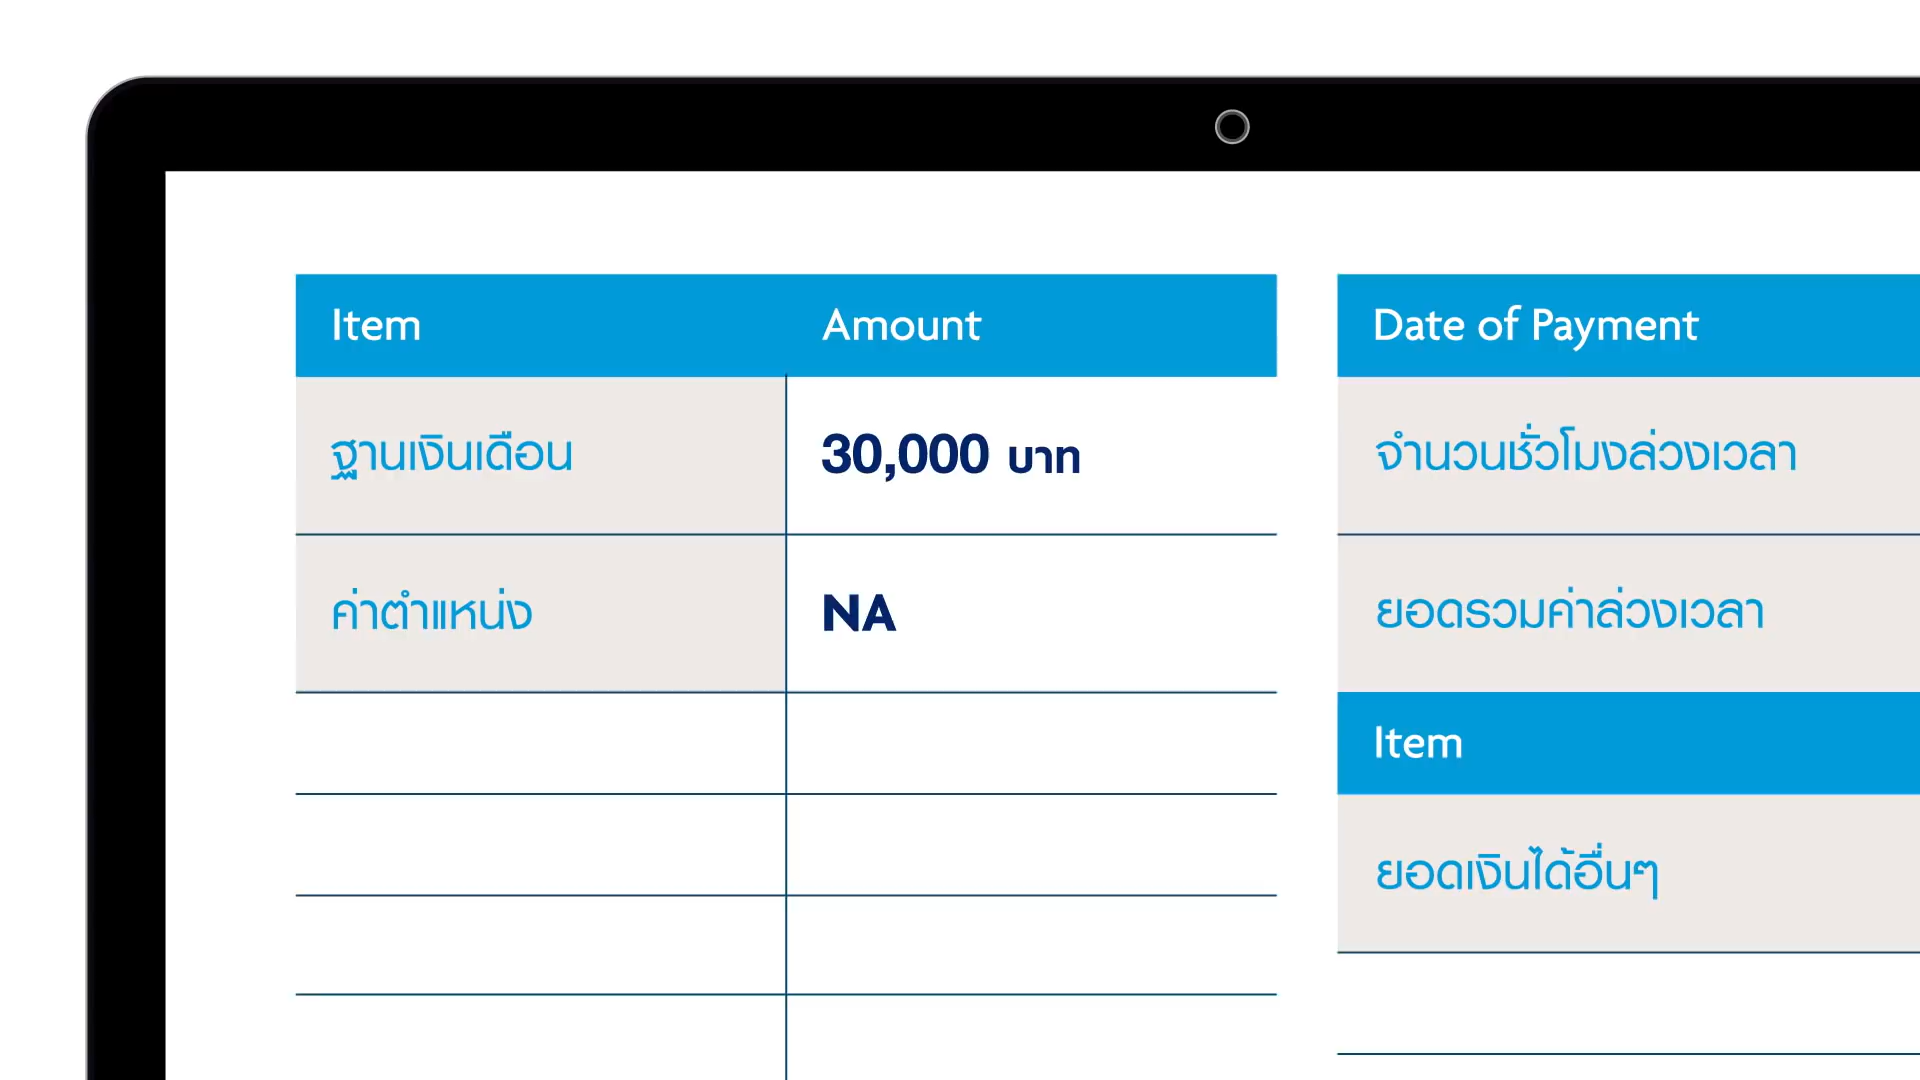 Item Amount
ฐานเงินเดือน 30,000 บาท
ค่าตำแหน่ง NA
Date of Payment
จำนวนชั่วโมงล่วงเวลา
ยอดรวมค่าล่วงเวลา
Item
ยอดเงินได้อื่นๆ